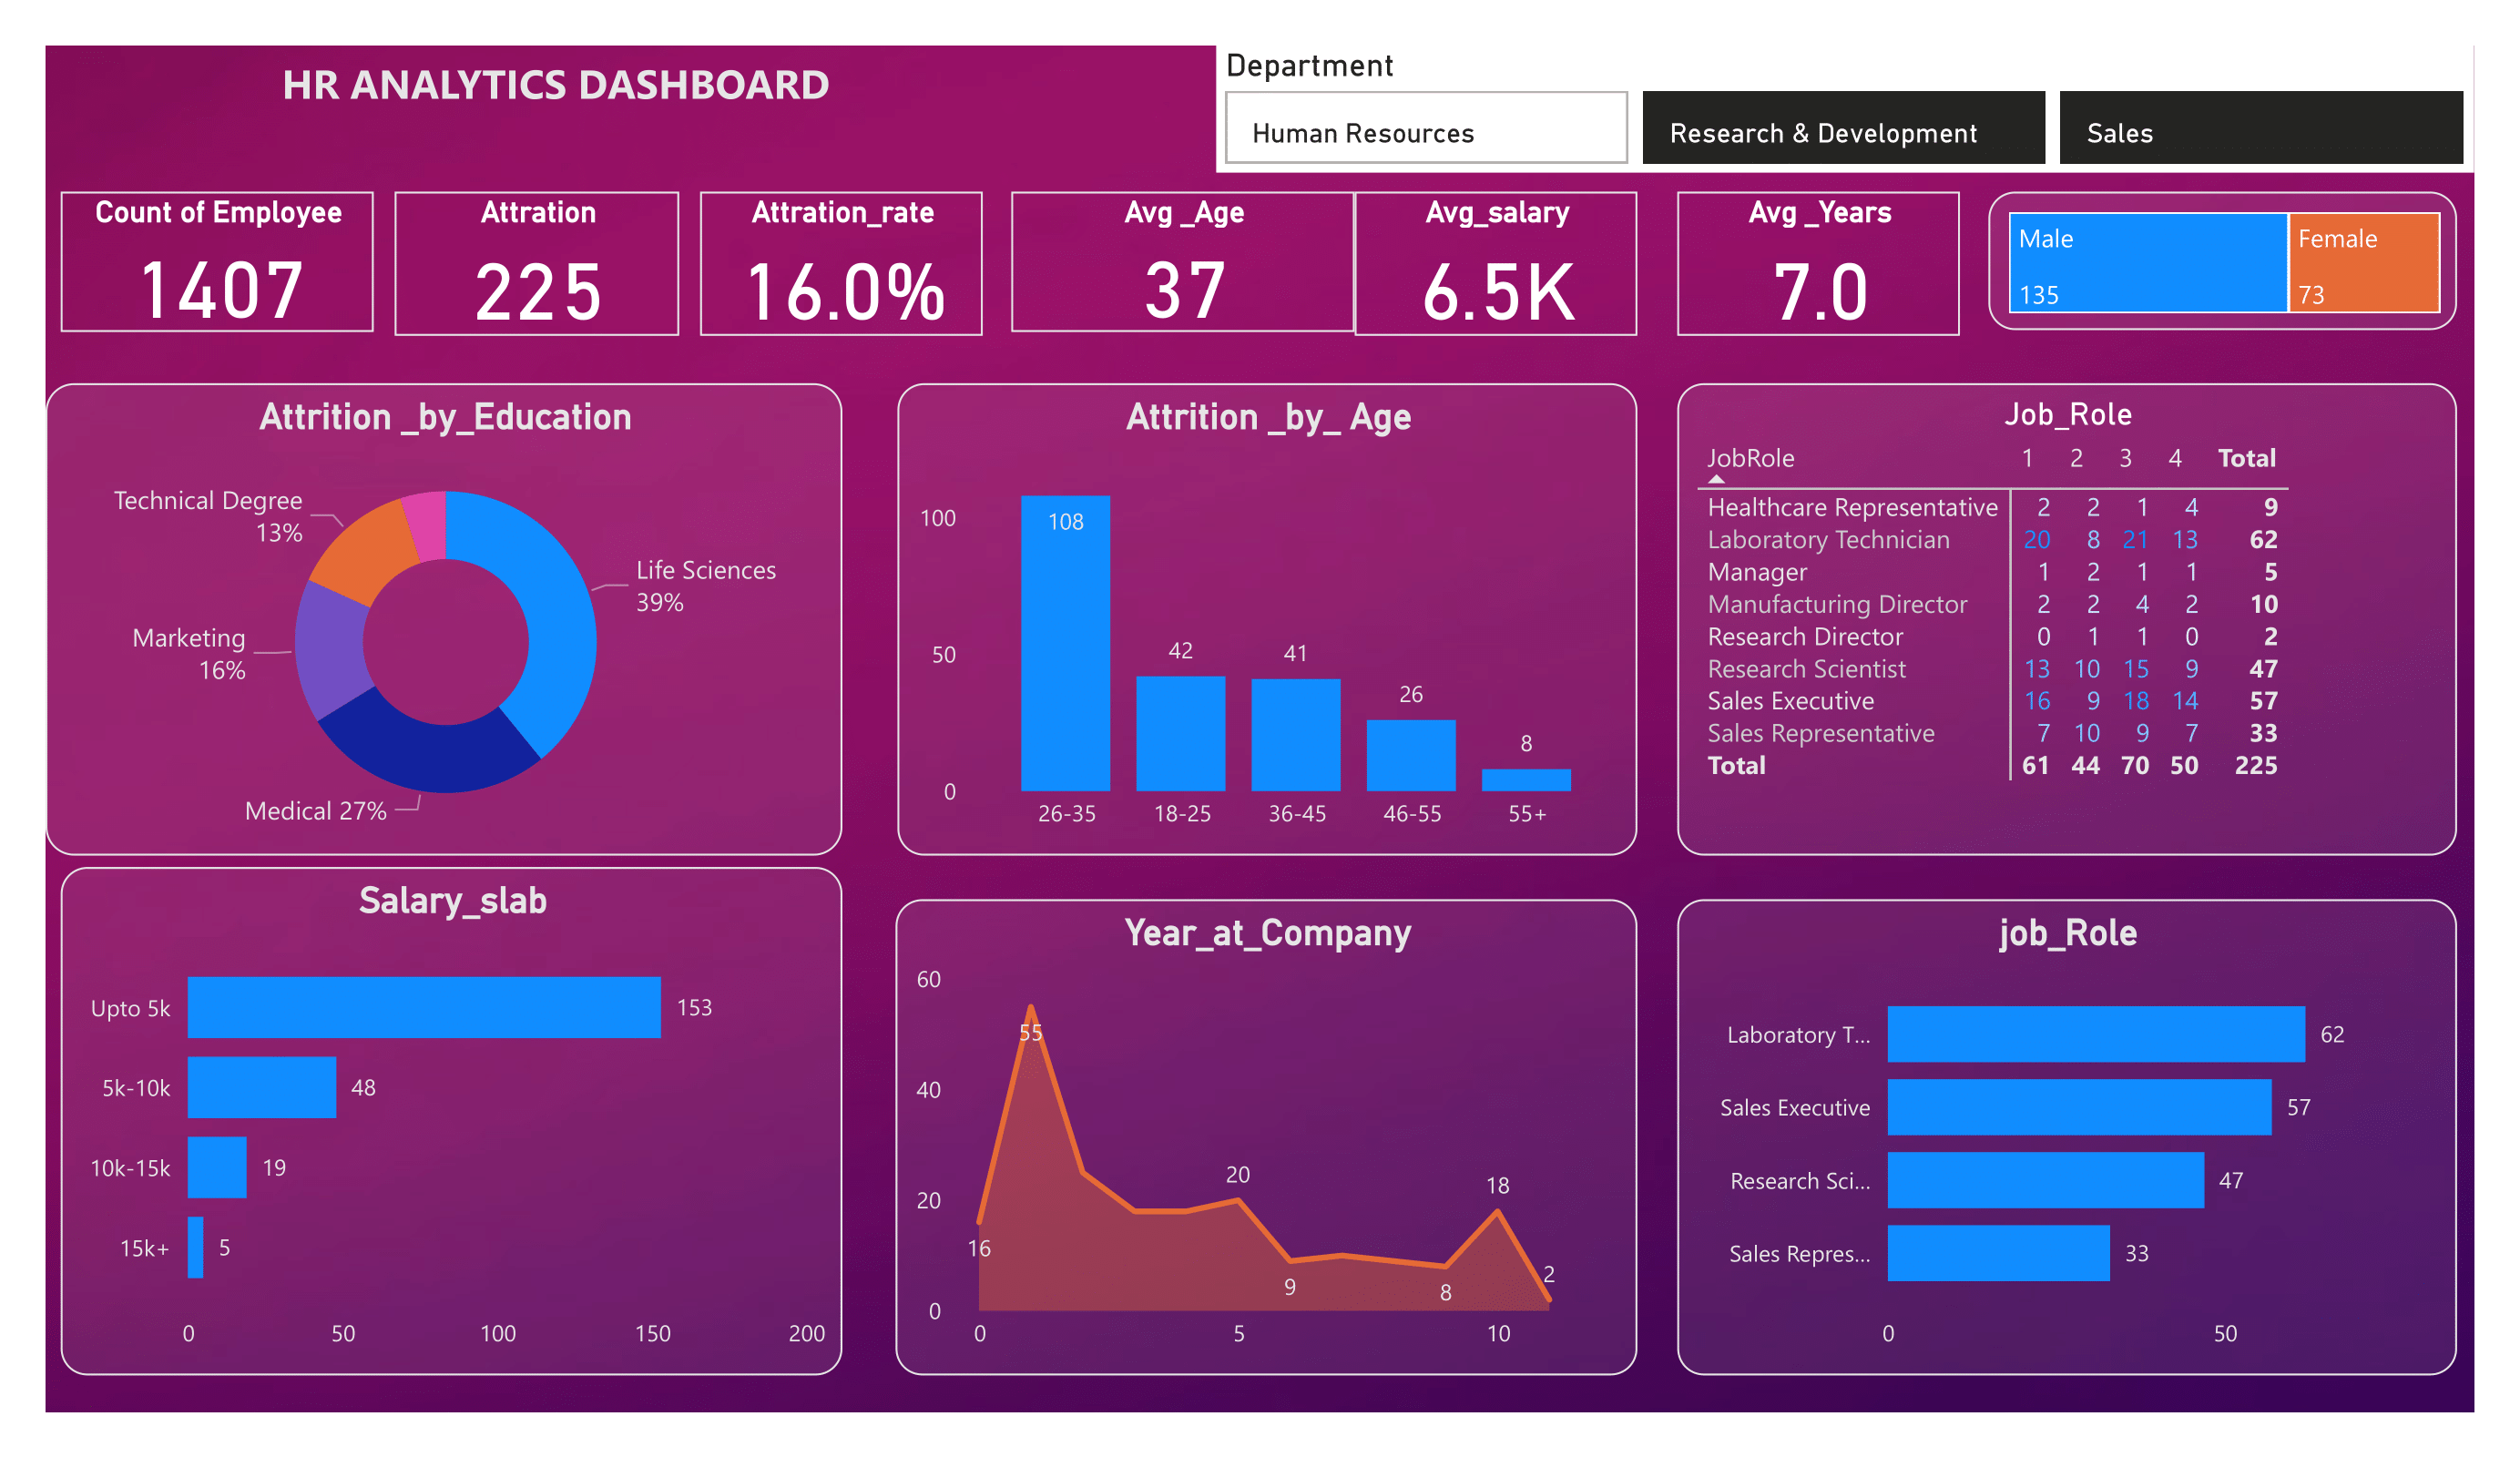 HR ANALYTICS DASHBOARD
Department
Human Resources
Research & Development
Sales
Count of Employee
1407
Attration
225
Attration_rate
16.0%
Avg _Age
37
Avg_salary
6.5K
Avg _Years
7.0
Male
135
Female
73
Attrition _by_Education
Technical Degree
13%
Life Sciences
39%
Marketing
16%
Medical 27%
Attrition _by_ Age
100
50
0
108
42
41
26
8
26-35 18-25 36-45 46-55 55+
Job_Role
JobRole 1 2 3 4 Total
Healthcare Representative 2 2 1 4 9
Laboratory Technician 20 8 21 13 62
Manager 1 2 1 1 5
Manufacturing Director 2 2 4 2 10
Research Director 0 1 1 0 2
Research Scientist 13 10 15 9 47
Sales Executive 16 9 18 14 57
Sales Representative 7 10 9 7 33
Total 61 44 70 50 225
Salary_slab
Upto 5k 153
5k-10k 48
10k-15k 19
15k+ 5
0 50 100 150 200
Year_at_Company
60
40
20
0
16
55
20
9
8
18
2
0 5 10
job_Role
Laboratory T... 62
Sales Executive 57
Research Sci... 47
Sales Repres... 33
0 50